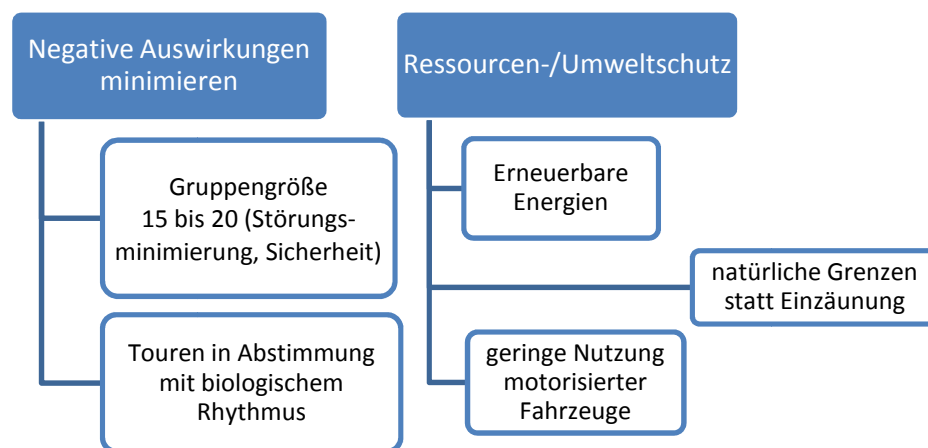 Negative Auswirkungen
minimieren
Gruppengröße
15 bis 20 (Störungs-
minimierung, Sicherheit)
Touren in Abstimmung
mit biologischem
Rhythmus
Ressourcen-/Umweltschutz
Erneuerbare
Energien
natürliche Grenzen
statt Einzäunung
geringe Nutzung
motorisierter
Fahrzeuge